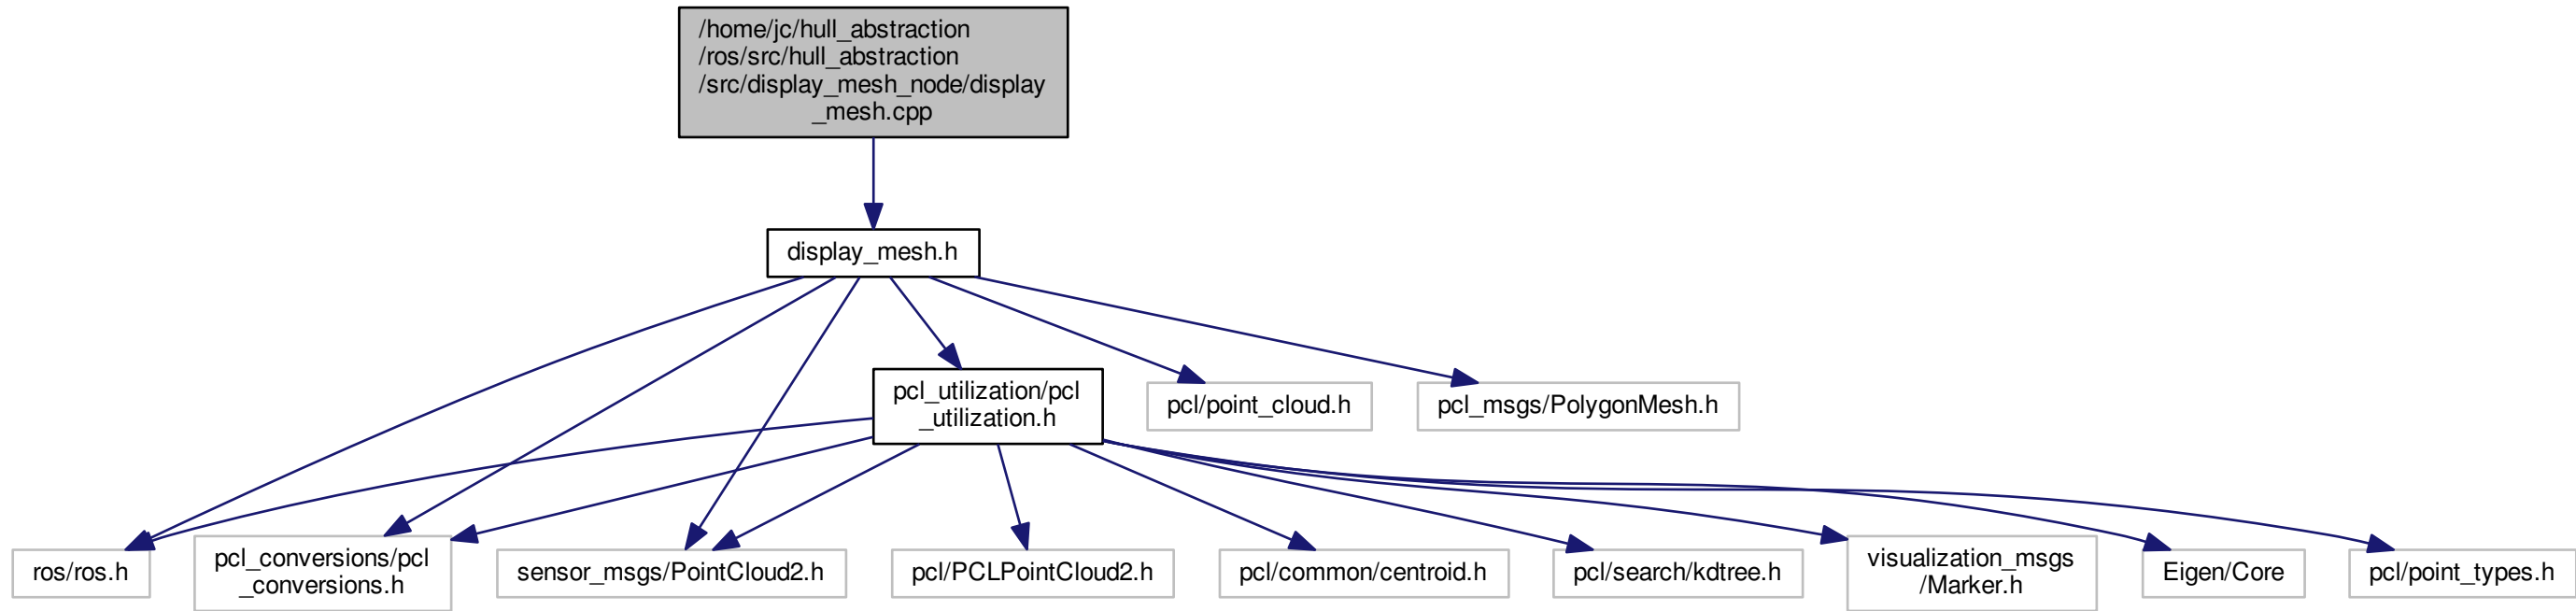 /home/jc/hull_abstraction
/ros/src/hull_abstraction
/src/display_mesh_node/display
_mesh.cpp
display_mesh.h
pcl_utilization/pcl
_utilization.h
pcl/point_cloud.h
pcl_msgs/PolygonMesh.h
ros/ros.h
pcl_conversions/pcl
_conversions.h
sensor_msgs/PointCloud2.h
pcl/PCLPointCloud2.h
pcl/common/centroid.h
pcl/search/kdtree.h
visualization_msgs
/Marker.h
Eigen/Core
pcl/point_types.h